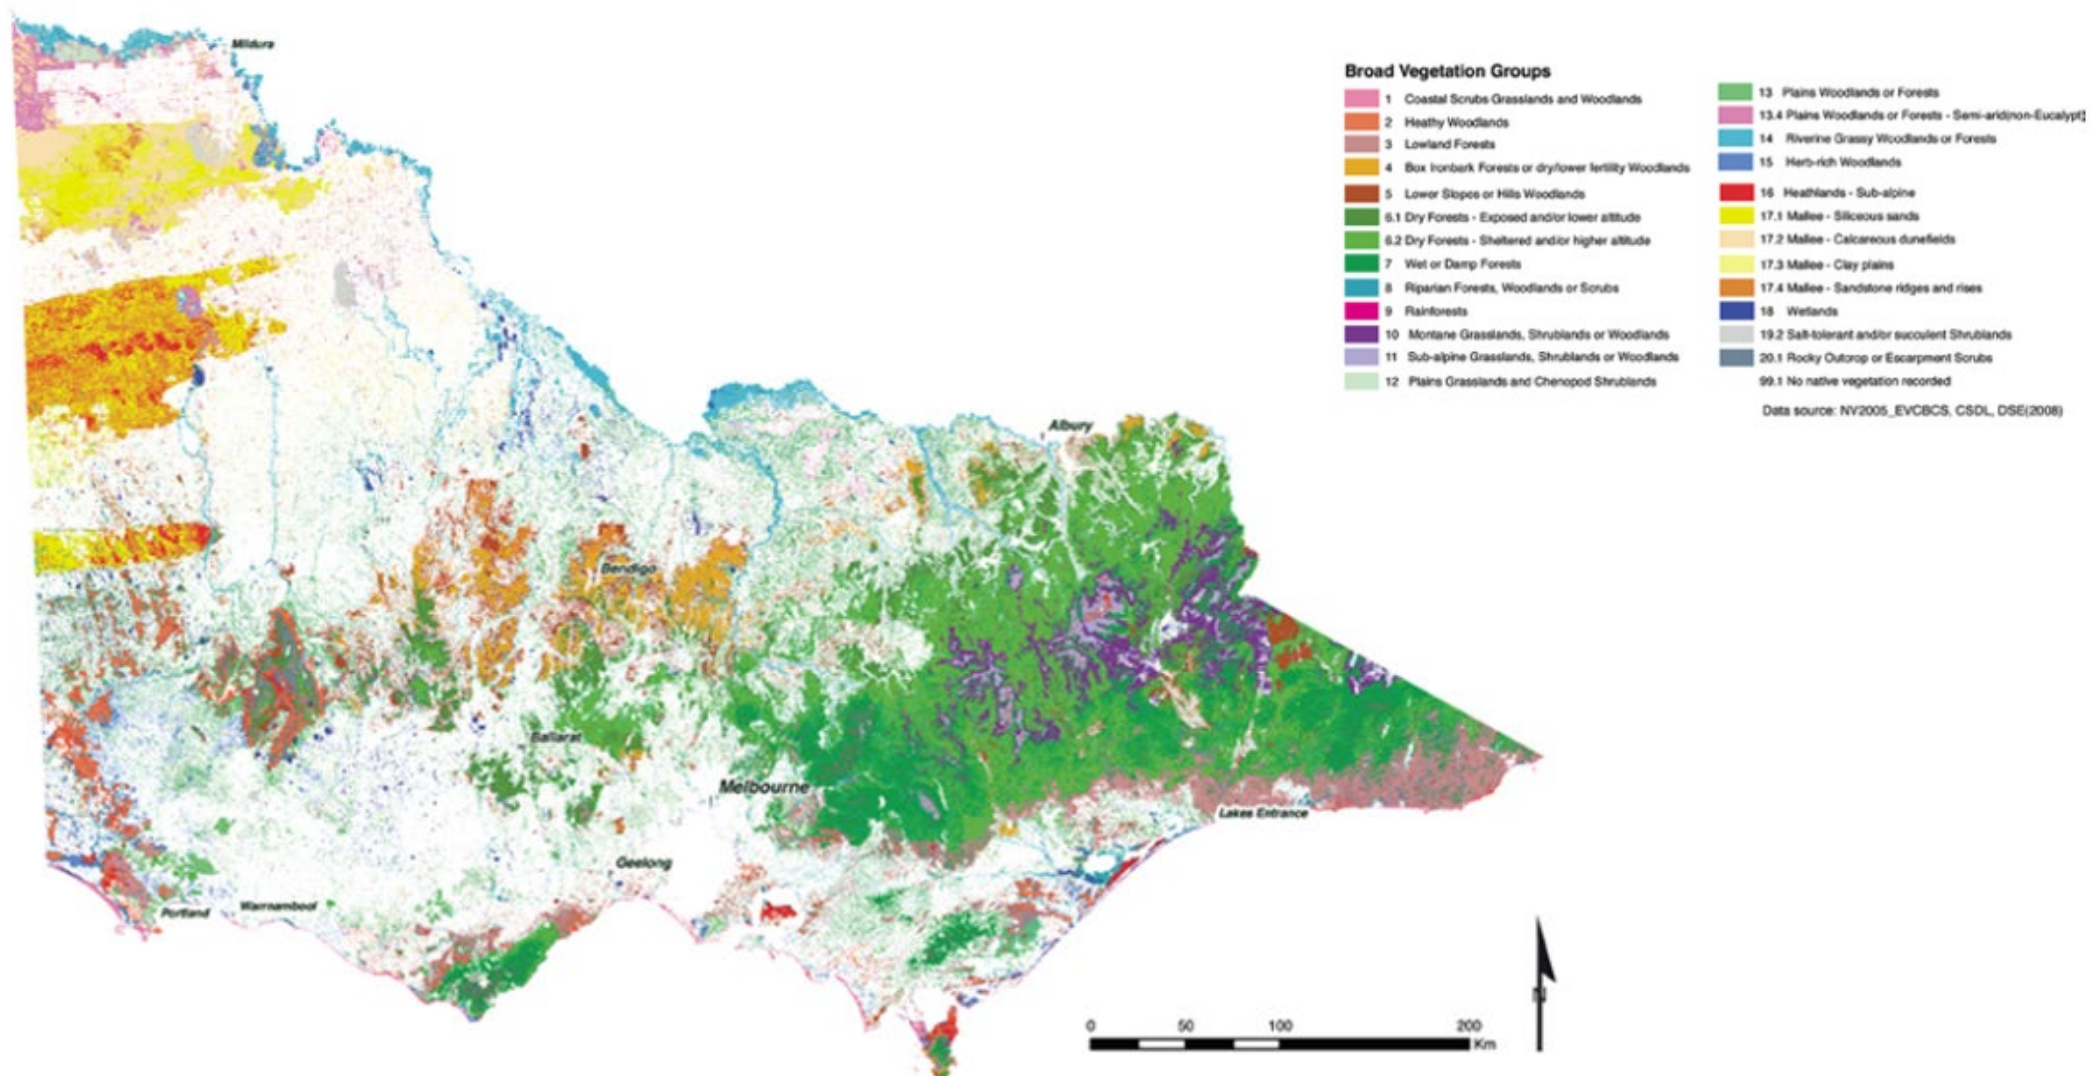 Mildura
Albury
Bendigo
Ballarat
Melbourne
Lakes Entrance
Geelong
Portland
Warrnambool
Broad Vegetation Groups
1 Coastal Scrubs Grasslands and Woodlands
2 Heathy Woodlands
3 Lowland Forests
4 Box Ironbark Forests or dry/lower fertility Woodlands
5 Lower Slopes or Hills Woodlands
6.1 Dry Forests - Exposed and/or lower altitude
6.2 Dry Forests - Sheltered and/or higher altitude
7 Wet or Damp Forests
8 Riparian Forests, Woodlands or Scrubs
9 Rainforests
10 Montane Grasslands, Shrublands or Woodlands
11 Sub-alpine Grasslands, Shrublands or Woodlands
12 Plains Grasslands and Chenopod Shrublands
13 Plains Woodlands or Forests
13.4 Plains Woodlands or Forests - Semi-arid(non-Eucalypt)
14 Riverine Grassy Woodlands or Forests
15 Herb-rich Woodlands
16 Heathlands - Sub-alpine
17.1 Mallee - Siliceous sands
17.2 Mallee - Calcareous dunefields
17.3 Mallee - Clay plains
17.4 Mallee - Sandstone ridges and rises
18 Wetlands
19.2 Salt-tolerant and/or succulent Shrublands
20.1 Rocky Outcrop or Escarpment Scrubs
99.1 No native vegetation recorded
Data source: NV2005_EVCBCS, CSDL, DSE(2008)
0 50 100 200
Km
N